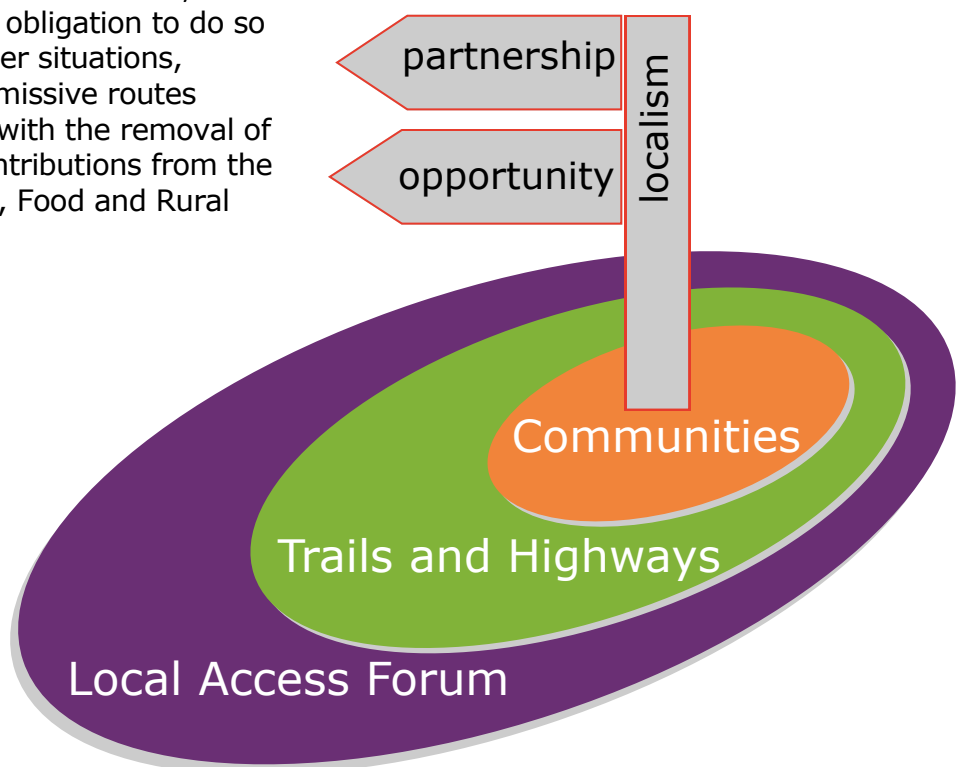 obligation to do so
er situations,
missive routes
with the removal of
ntributions from the
, Food and Rural
partnership
opportunity
localism
Communities
Trails and Highways
Local Access Forum